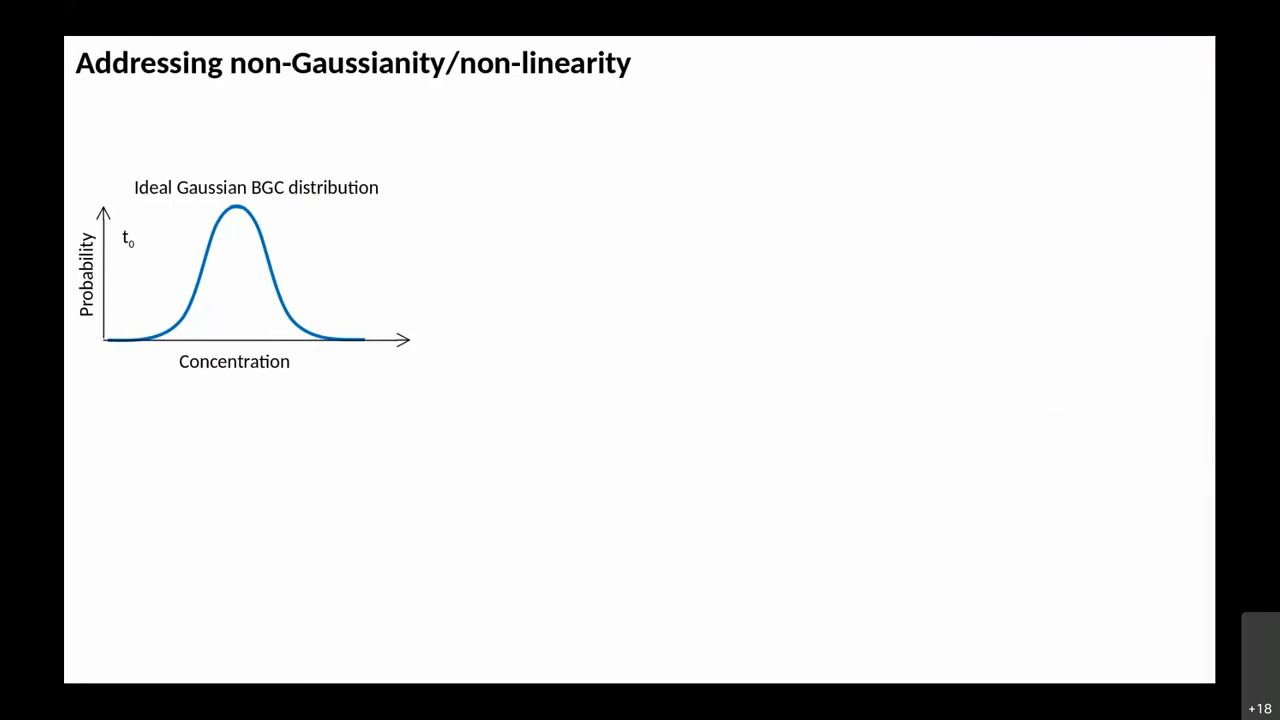 Addressing non-Gaussianity/non-linearity
Ideal Gaussian BGC distribution
t₀
Probability
Concentration
+18